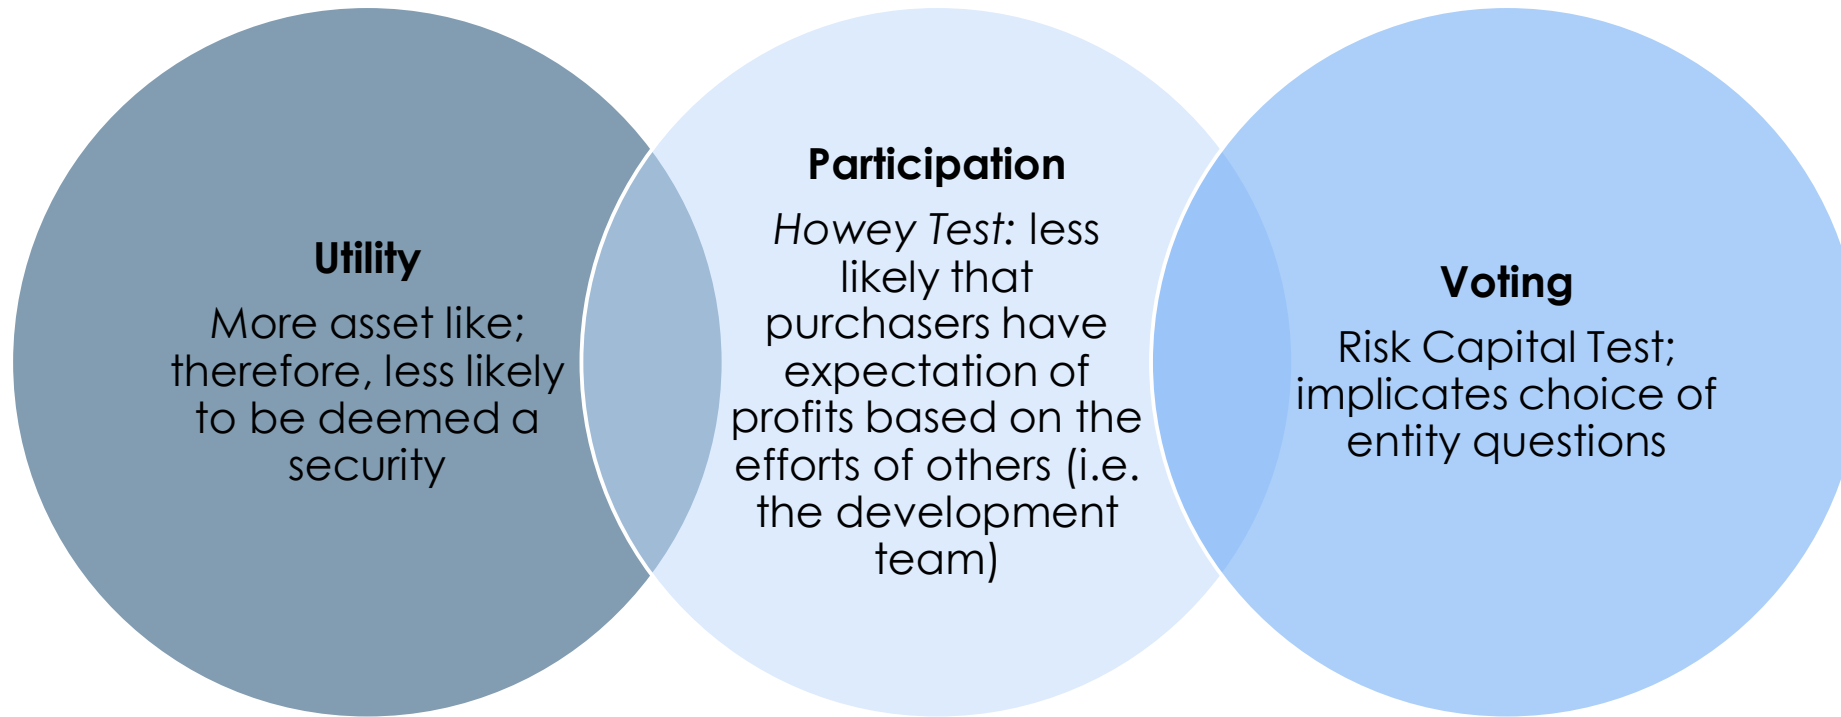 Utility
More asset like;
therefore, less likely
to be deemed a
security
Participation
Howey Test: less
likely that
purchasers have
expectation of
profits based on the
efforts of others (i.e.
the development
team)
Voting
Risk Capital Test;
implicates choice of
entity questions